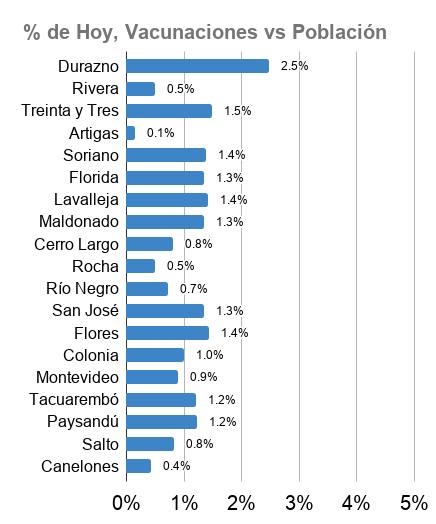 % de Hoy, Vacunaciones vs Población
Durazno 2.5%
Rivera 0.5%
Treinta y Tres 1.5%
Artigas 0.1%
Soriano 1.4%
Florida 1.3%
Lavalleja 1.4%
Maldonado 1.3%
Cerro Largo 0.8%
Rocha 0.5%
Río Negro 0.7%
San José 1.3%
Flores 1.4%
Colonia 1.0%
Montevideo 0.9%
Tacuarembó 1.2%
Paysandú 1.2%
Salto 0.8%
Canelones 0.4%
0% 1% 2% 3% 4% 5%